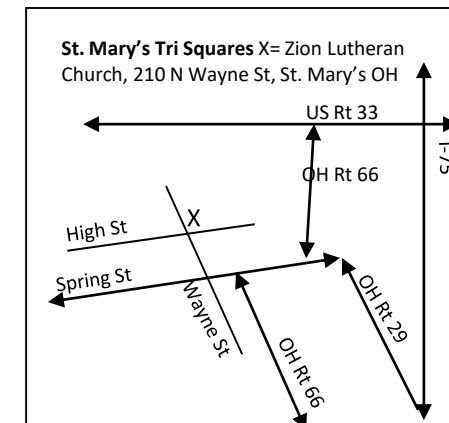 St. Mary's Tri Squares X= Zion Lutheran
Church, 210 N Wayne St, St. Mary's OH
US Rt 33
I-75
OH Rt 66
X
High St
Spring St
Wayne St
OH Rt 29
OH Rt 66